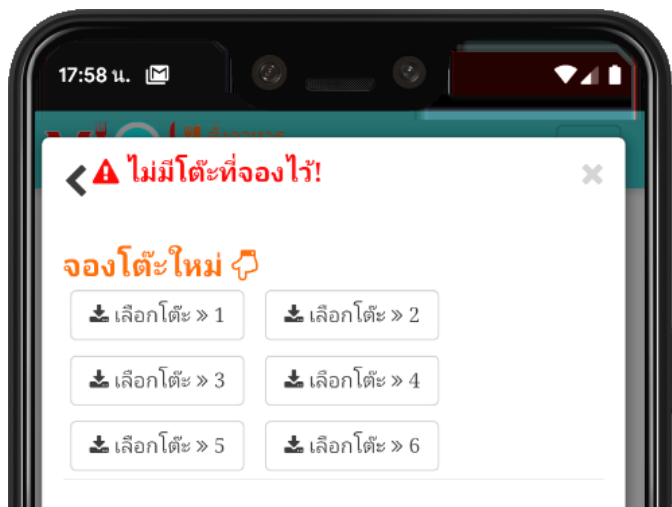 17:58 น.
ไม่มีโต๊ะที่จองไว้!
จองโต๊ะใหม่
เลือกโต๊ะ » 1
เลือกโต๊ะ » 2
เลือกโต๊ะ » 3
เลือกโต๊ะ » 4
เลือกโต๊ะ » 5
เลือกโต๊ะ » 6